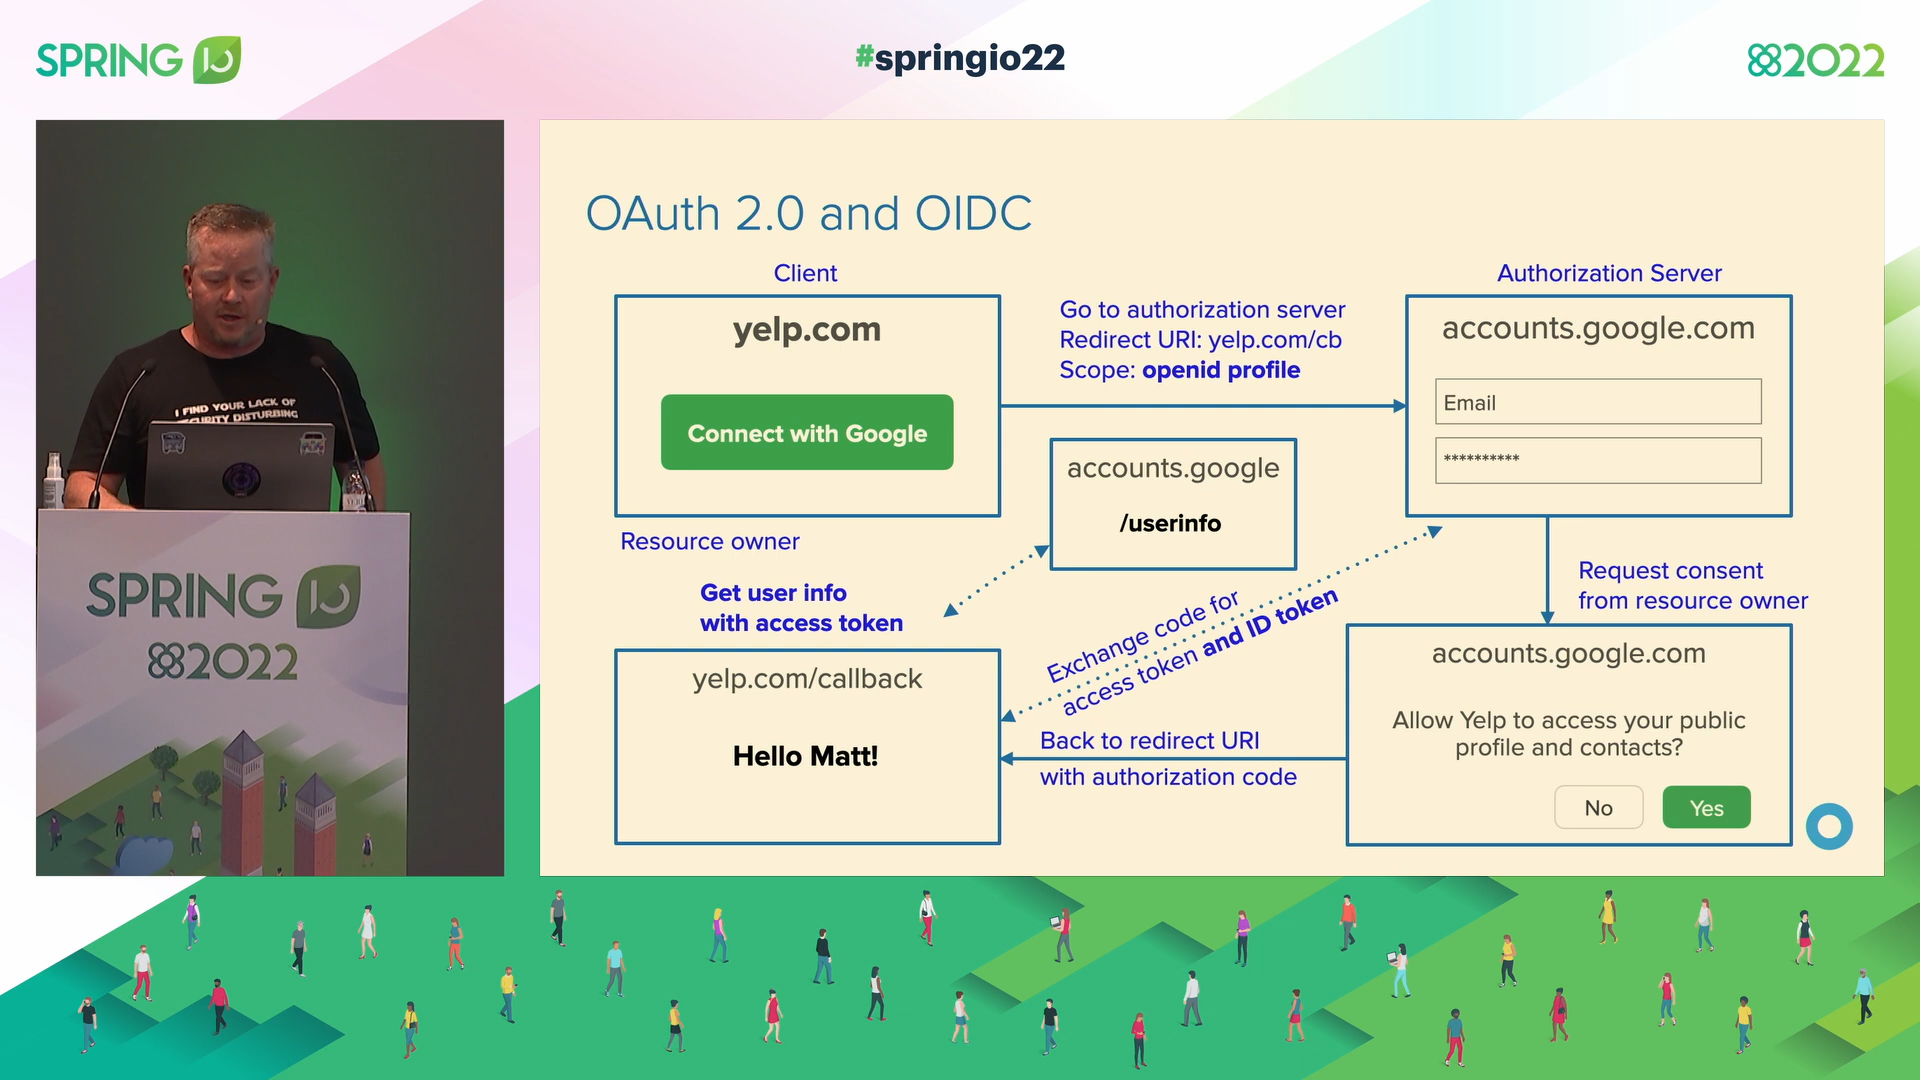 SPRING IO
#springio22
2022
I FIND YOUR LACK OF
SECURITY DISTURBING
SPRING IO
2022
OAuth 2.0 and OIDC
Client
yelp.com
Connect with Google
Go to authorization server
Redirect URI: yelp.com/cb
Scope: openid profile
Authorization Server
accounts.google.com
Email
**********
accounts.google
/userinfo
Resource owner
Get user info
with access token
Exchange code for
access token and ID token
Request consent
from resource owner
yelp.com/callback
Hello Matt!
Back to redirect URI
with authorization code
accounts.google.com
Allow Yelp to access your public
profile and contacts?
No
Yes